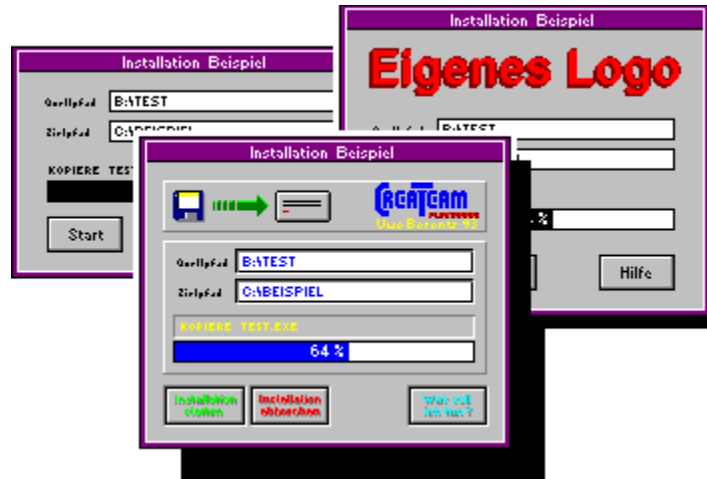 Installation Beispiel
Quellpfad B:\TEST
Zielpfad C:\BEISPIEL
KOPIERE TEST
Start
Installation Beispiel
Eigenes Logo
B:\TEST
%
Hilfe
Installation Beispiel
CREATEAM
Uwe 93
Quellpfad B:\TEST
Zielpfad C:\BEISPIEL
KOPIERE TEST.EXE
64 %
Installation starten
Installation abbrechen
Was soll ich tun ?